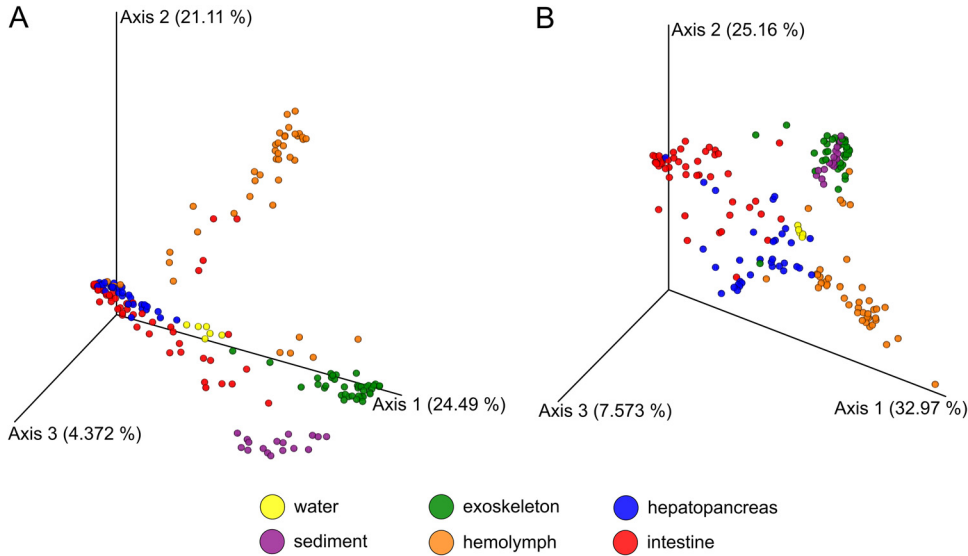 A
Axis 2 (21.11 %)
Axis 1 (24.49 %)
Axis 3 (4.372 %)
B
Axis 2 (25.16 %)
Axis 1 (32.97 %)
Axis 3 (7.573 %)
water
exoskeleton
hepatopancreas
sediment
hemolymph
intestine